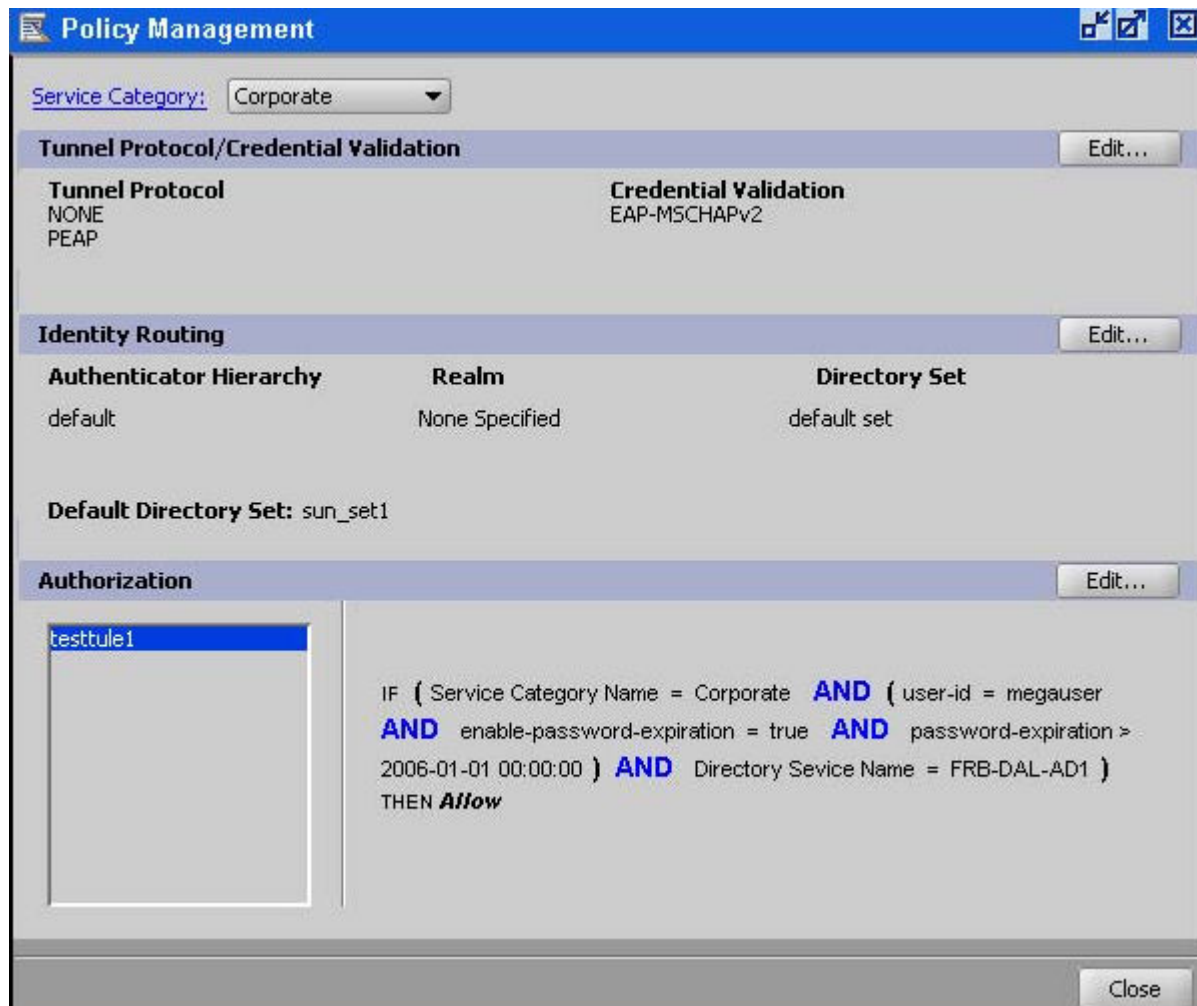 Policy Management
Service Category: Corporate
Tunnel Protocol/Credential Validation Edit...
Tunnel Protocol Credential Validation
NONE EAP-MSCHAPv2
PEAP
Identity Routing Edit...
Authenticator Hierarchy Realm Directory Set
default None Specified default set
Default Directory Set: sun_set1
Authorization Edit...
testtule1
IF ( Service Category Name = Corporate AND ( user-id = megauser
AND enable-password-expiration = true AND password-expiration >
2006-01-01 00:00:00 ) AND Directory Sevice Name = FRB-DAL-AD1 )
THEN Allow
Close